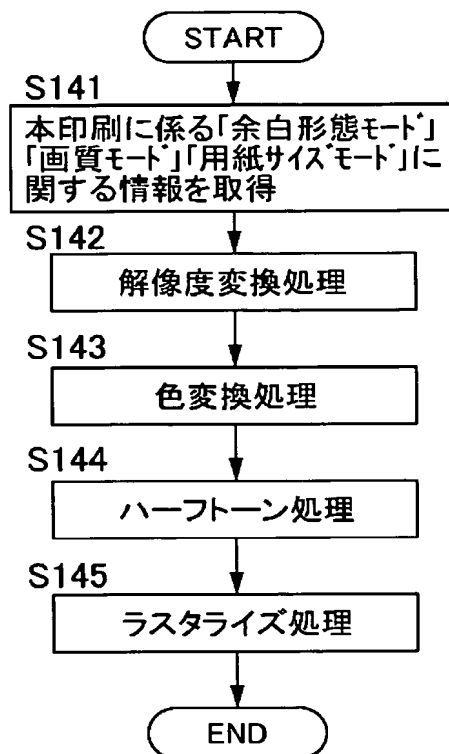 START
S141
本印刷に係る「余白形態モード」
「画質モード」「用紙サイズモード」に
関する情報を取得
S142
解像度変換処理
S143
色変換処理
S144
ハーフトーン処理
S145
ラスタライズ処理
END